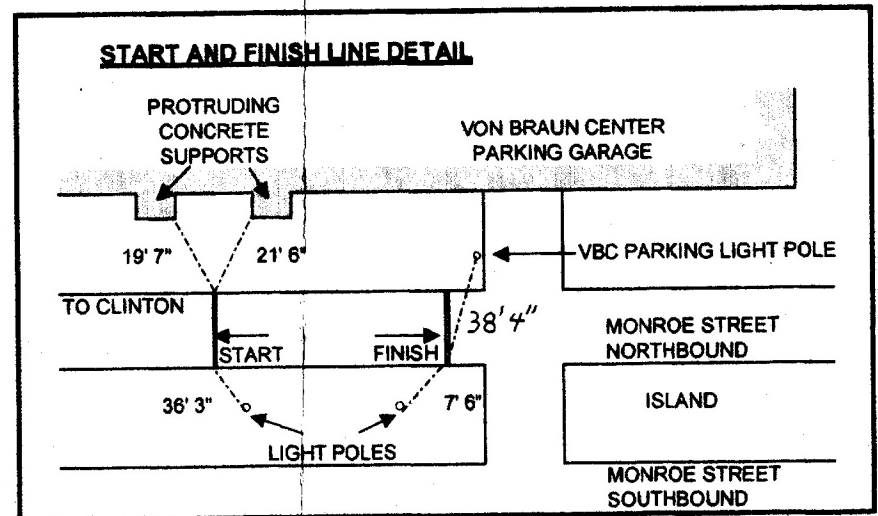 START AND FINISH LINE DETAIL
PROTRUDING
CONCRETE
SUPPORTS
VON BRAUN CENTER
PARKING GARAGE
19' 7"
21' 6"
VBC PARKING LIGHT POLE
TO CLINTON
38'4"
START
FINISH
MONROE STREET
NORTHBOUND
36' 3"
7' 6"
ISLAND
LIGHT POLES
MONROE STREET
SOUTHBOUND